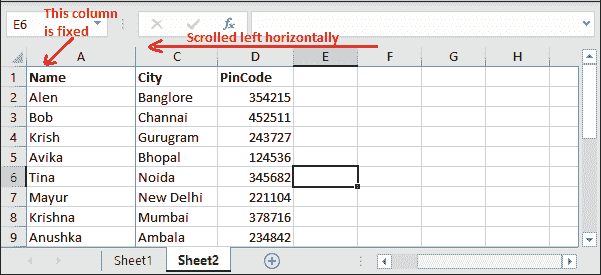 This column
is fixed
Scrolled left horizontally
E6 fx
A C D E F G H
1 Name City PinCode
2 Alen Banglore 354215
3 Bob Channai 452511
4 Krish Gurugram 243727
5 Avika Bhopal 124536
6 Tina Noida 345682
7 Mayur New Delhi 221104
8 Krishna Mumbai 378716
9 Anushka Ambala 234842
Sheet1 Sheet2